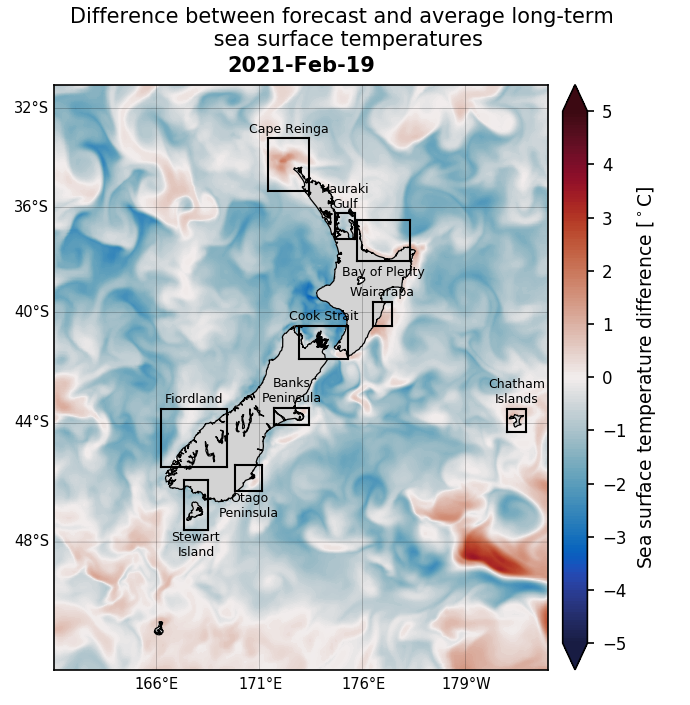 Difference between forecast and average long-term
sea surface temperatures
2021-Feb-19
32°S
36°S
40°S
44°S
48°S
166°E
171°E
176°E
179°W
Cape Reinga
Hauraki
Gulf
Bay of Plenty
Wairarapa
Cook Strait
Banks
Peninsula
Fiordland
Chatham
Islands
Otago
Peninsula
Stewart
Island
5
4
3
2
1
0
−1
−2
−3
−4
−5
Sea surface temperature difference [°C]